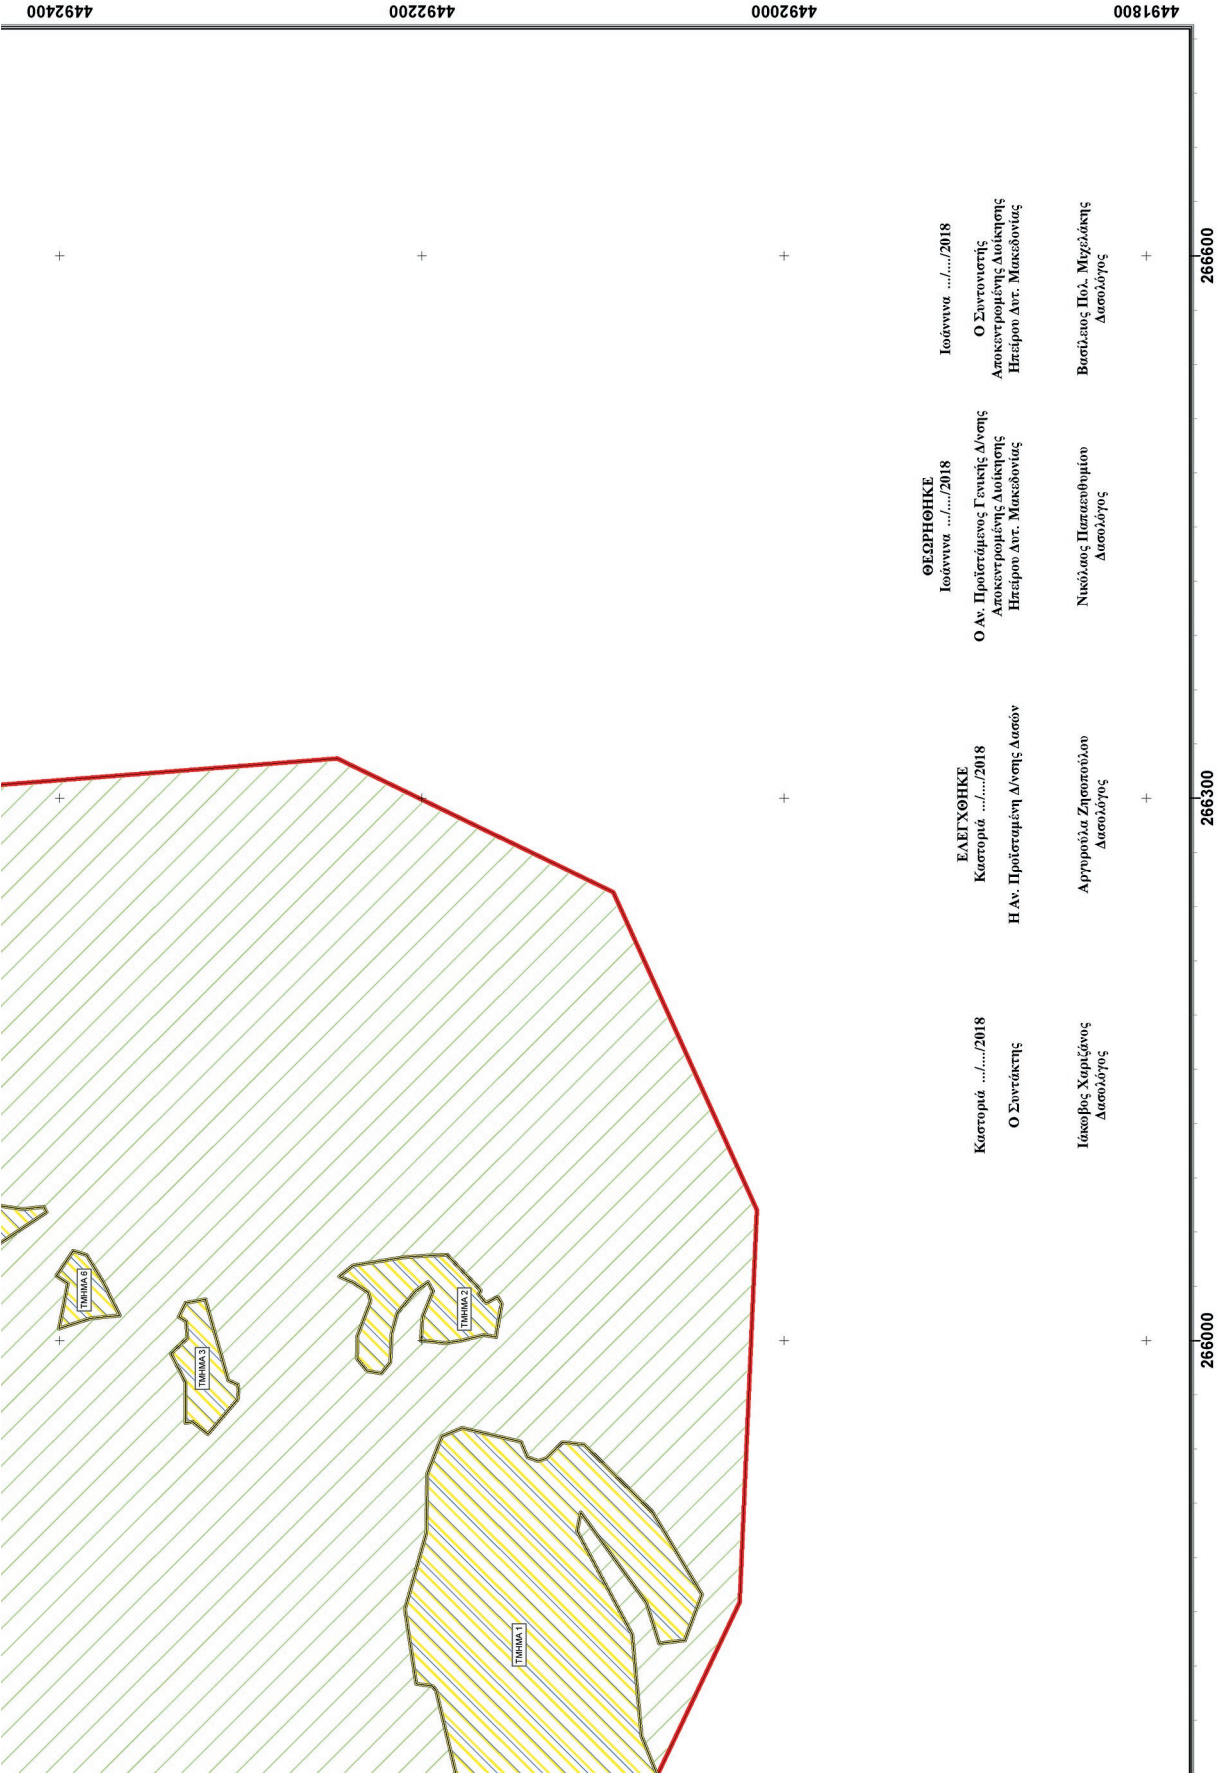 4492400
4492200
4492000
4491800
266600
266300
266000
ΤΜΗΜΑ 6
ΤΜΗΜΑ 3
ΤΜΗΜΑ 2
ΤΜΗΜΑ 1
Καστοριά .../..../2018
Ο Συντάκτης
Ιάκωβος Χαριζάνος
Δασολόγος
ΕΛΕΓΧΘΗΚΕ
Καστοριά .../..../2018
Η Αν. Προϊσταμένη Δ/νσης Δασών
Αργυρούλα Ζησοπούλου
Δασολόγος
ΘΕΩΡΗΘΗΚΕ
Ιωάννινα .../..../2018
Ο Αν. Προϊστάμενος Γενικής Δ/νσης
Αποκεντρωμένης Διοίκησης
Ηπείρου Δυτ. Μακεδονίας
Νικόλαος Παπαευθυμίου
Δασολόγος
Ιωάννινα .../..../2018
Ο Συντονιστής
Αποκεντρωμένης Διοίκησης
Ηπείρου Δυτ. Μακεδονίας
Βασίλειος Πολ. Μιχελάκης
Δασολόγος